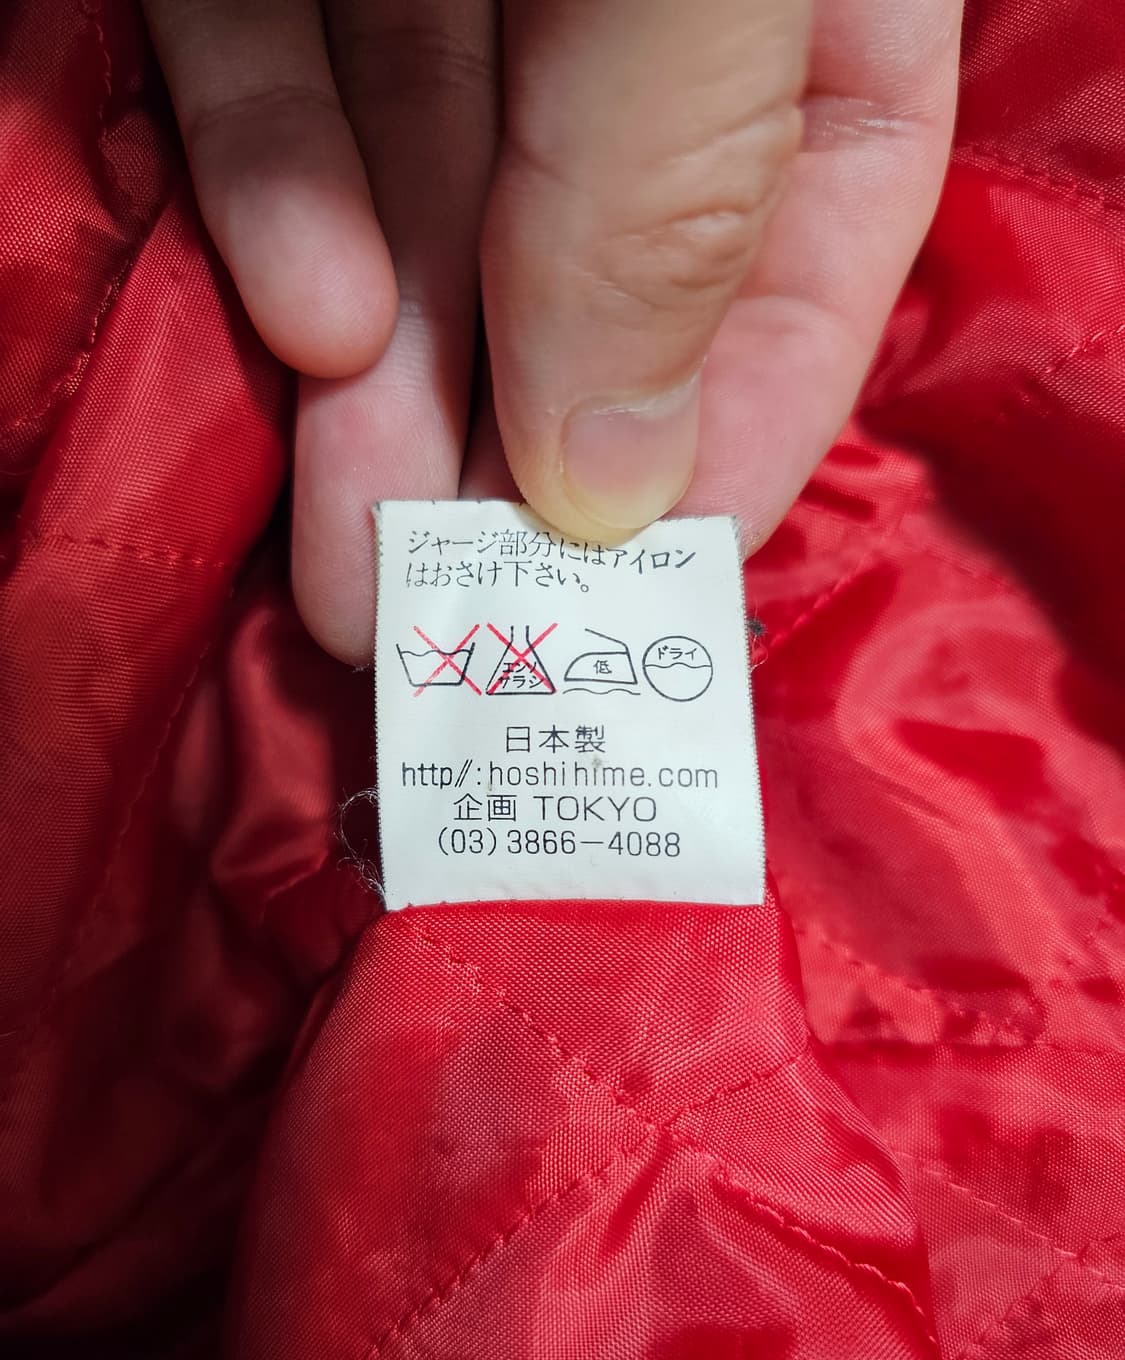 ジャージ部分にはアイロン
はおさけ下さい。
エンソ
サラシ
低
ドライ
日本製
http//:hoshihime.com
企画 TOKYO
(03)3866−4088